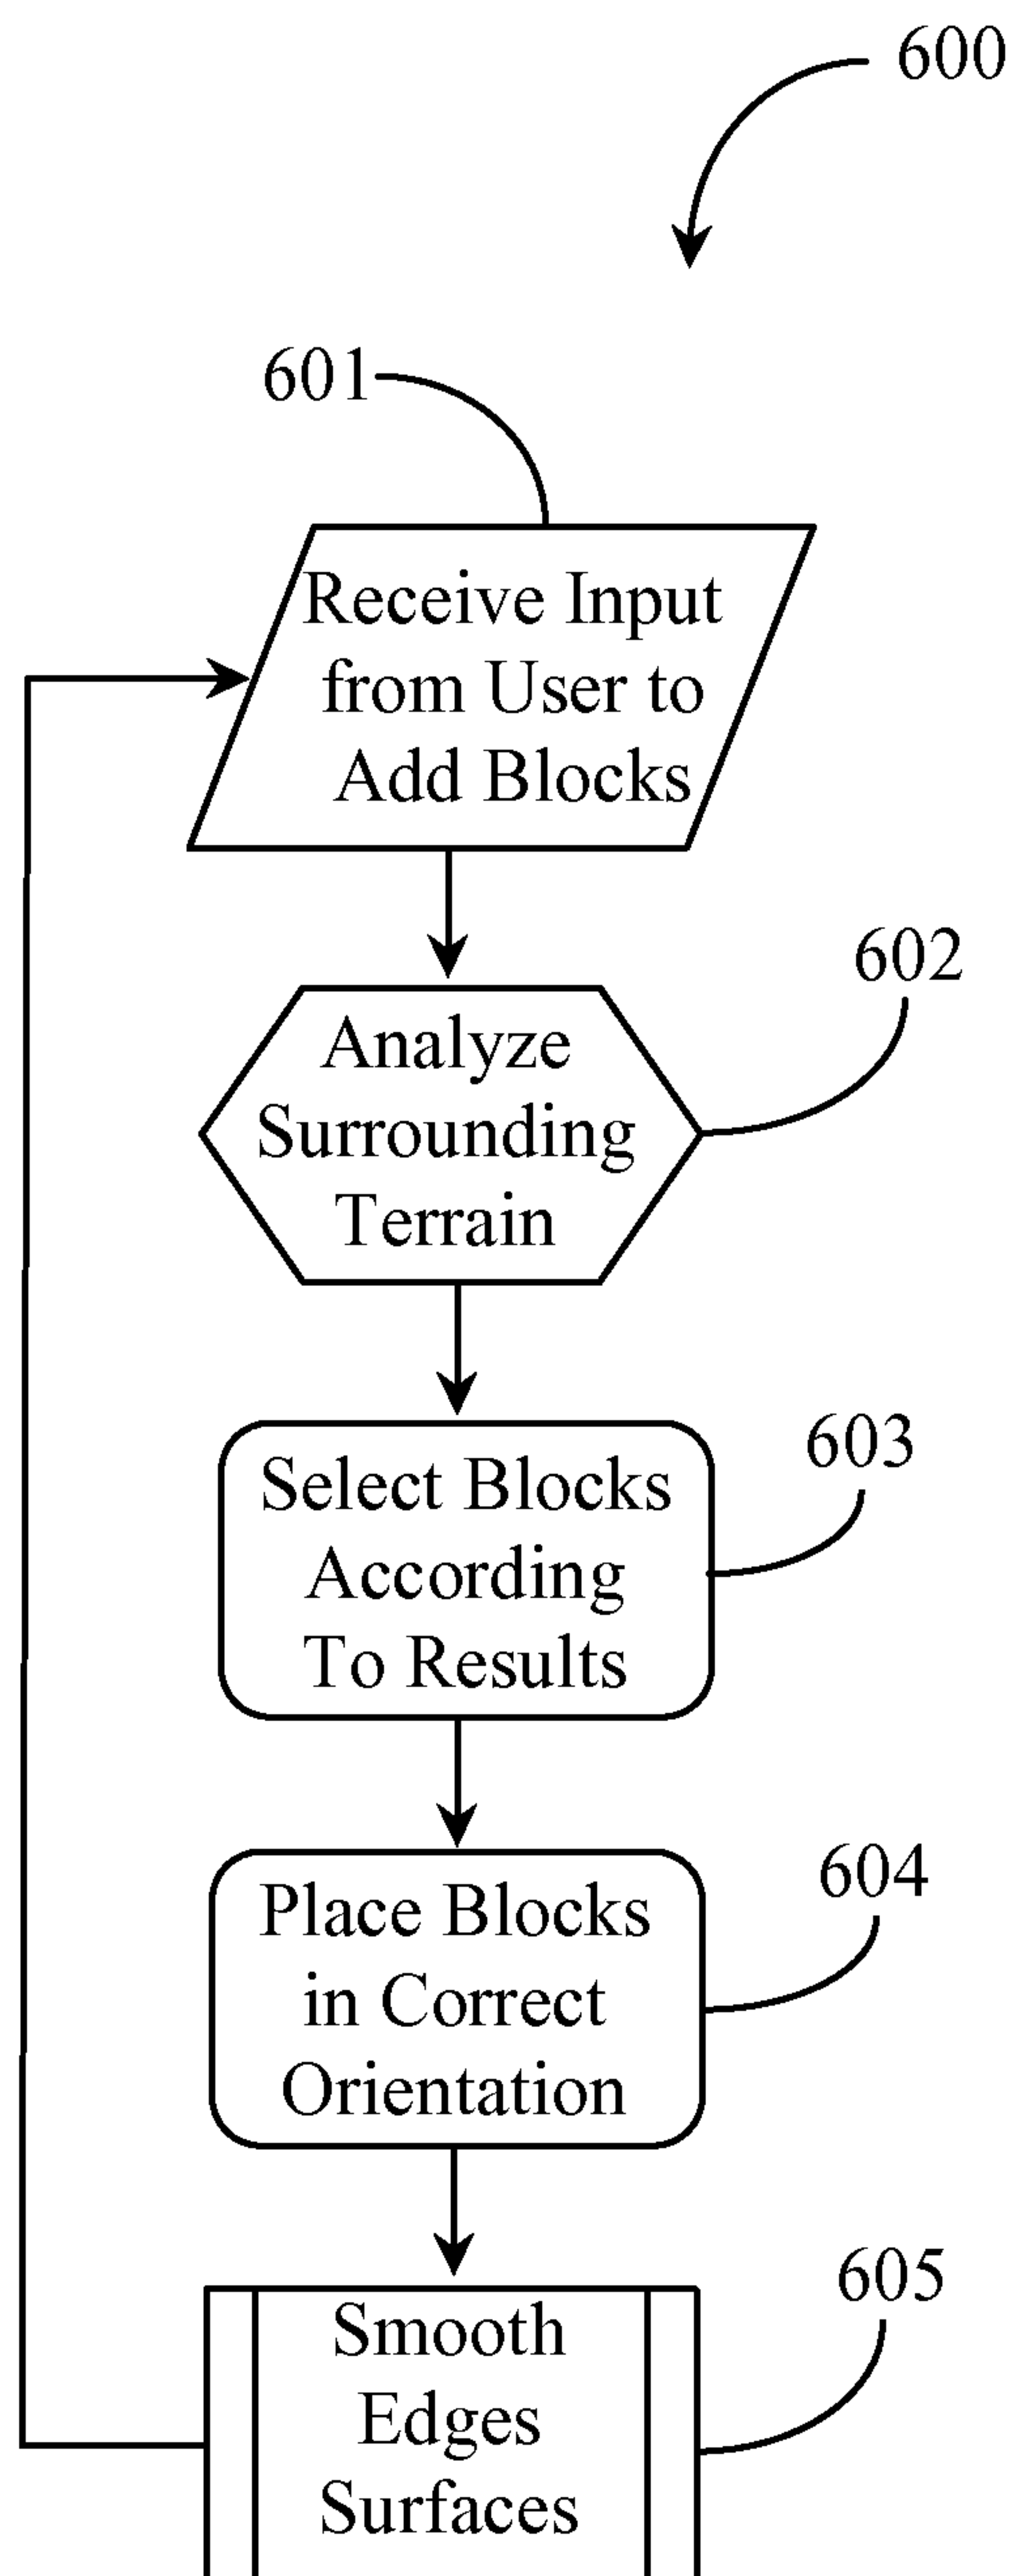 600
601
Receive Input
from User to
Add Blocks
602
Analyze
Surrounding
Terrain
603
Select Blocks
According
To Results
604
Place Blocks
in Correct
Orientation
605
Smooth
Edges
Surfaces